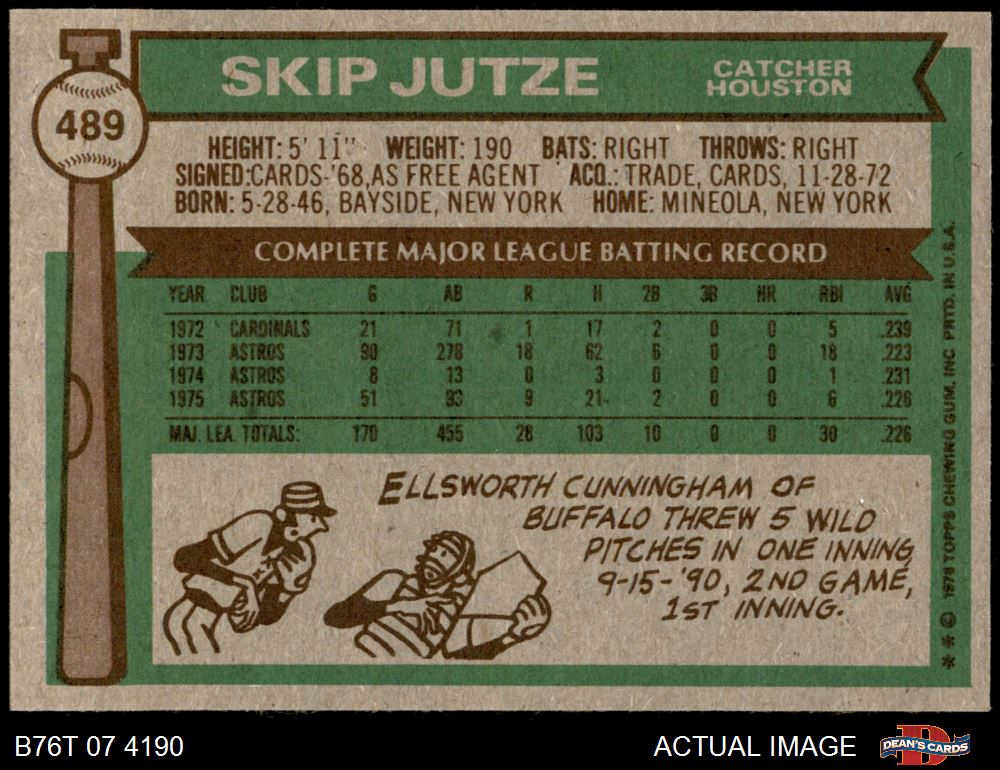 SKIP JUTZE
CATCHER
HOUSTON
489
HEIGHT: 5' 11" WEIGHT: 190 BATS: RIGHT THROWS: RIGHT
SIGNED:CARDS-'68,AS FREE AGENT ACQ.: TRADE, CARDS, 11-28-72
BORN: 5-28-46, BAYSIDE, NEW YORK HOME: MINEOLA, NEW YORK
COMPLETE MAJOR LEAGUE BATTING RECORD
YEAR CLUB G AB R H 2B 3B HR RBI AVG
1972 CARDINALS 21 71 1 17 2 0 0 5 .239
1973 ASTROS 90 278 18 62 6 0 0 18 .223
1974 ASTROS 8 13 0 3 0 0 0 1 .231
1975 ASTROS 51 93 9 21 2 0 0 6 .226
MAJ. LEA. TOTALS: 170 455 28 103 10 0 0 30 .226
ELLSWORTH CUNNINGHAM OF
BUFFALO THREW 5 WILD
PITCHES IN ONE INNING
9-15-'90, 2ND GAME,
1ST INNING.
** © 1976 TOPPS CHEWING GUM, INC PRTD. IN U.S.A.
B76T 07 4190
ACTUAL IMAGE
D
DEAN'S CARDS